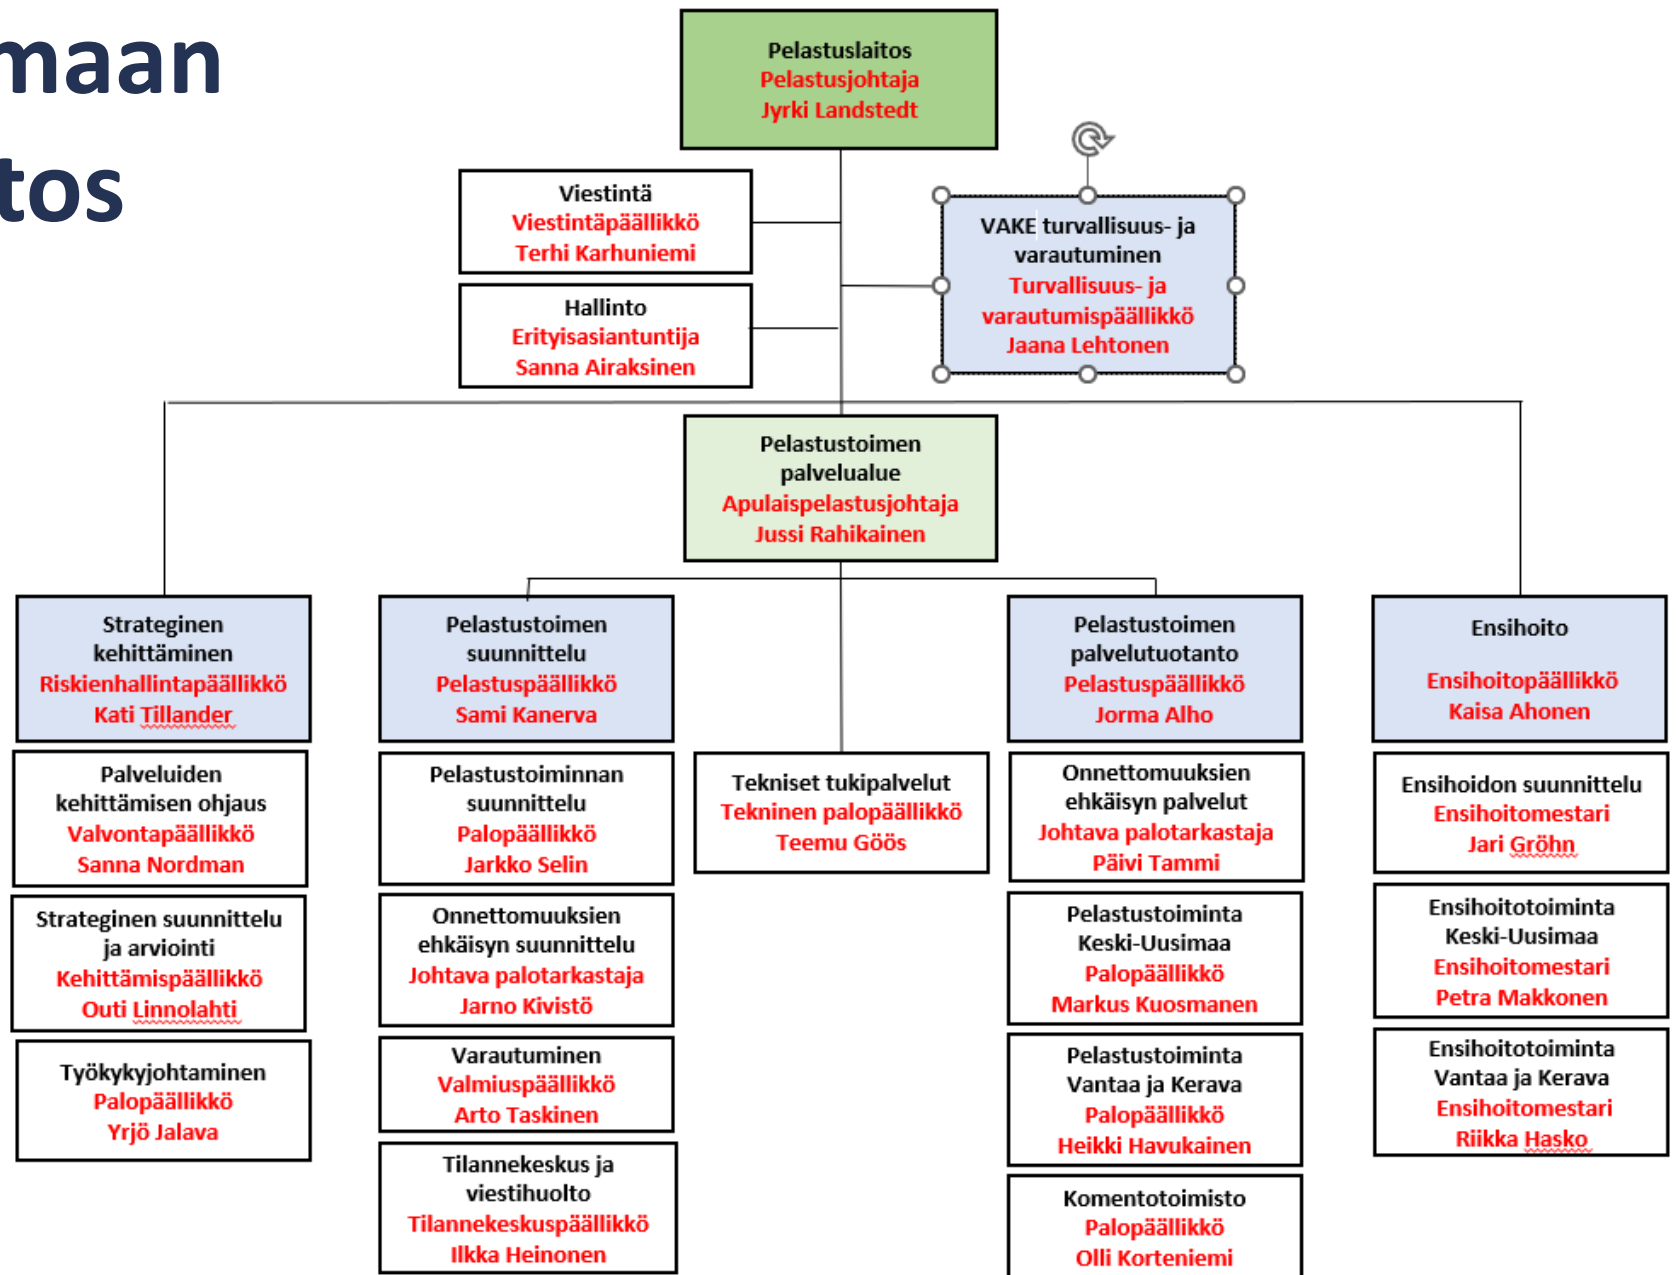 maan
tos
Pelastuslaitos
Pelastusjohtaja
Jyrki Landstedt
Viestintä
Viestintäpäällikkö
Terhi Karhuniemi
Hallinto
Erityisasiantuntija
Sanna Airaksinen
VAKE turvallisuus- ja
varautuminen
Turvallisuus- ja
varautumispäällikkö
Jaana Lehtonen
Pelastustoimen
palvelualue
Apulaispelastusjohtaja
Jussi Rahikainen
Strateginen
kehittäminen
Riskienhallintapäällikkö
Kati Tillander
Palveluiden
kehittämisen ohjaus
Valvontapäällikkö
Sanna Nordman
Strateginen suunnittelu
ja arviointi
Kehittämispäällikkö
Outi Linnolahti
Työkykyjohtaminen
Palopäällikkö
Yrjö Jalava
Pelastustoimen
suunnittelu
Pelastuspäällikkö
Sami Kanerva
Pelastustoiminnan
suunnittelu
Palopäällikkö
Jarkko Selin
Onnettomuuksien
ehkäisyn suunnittelu
Johtava palotarkastaja
Jarno Kivistö
Varautuminen
Valmiuspäällikkö
Arto Taskinen
Tilannekeskus ja
viestihuolto
Tilannekeskuspäällikkö
Ilkka Heinonen
Tekniset tukipalvelut
Tekninen palopäällikkö
Teemu Göös
Pelastustoimen
palvelutuotanto
Pelastuspäällikkö
Jorma Alho
Onnettomuuksien
ehkäisyn palvelut
Johtava palotarkastaja
Päivi Tammi
Pelastustoiminta
Keski-Uusimaa
Palopäällikkö
Markus Kuosmanen
Pelastustoiminta
Vantaa ja Kerava
Palopäällikkö
Heikki Havukainen
Komentotoimisto
Palopäällikkö
Olli Korteniemi
Ensihoito
Ensihoitopäällikkö
Kaisa Ahonen
Ensihoidon suunnittelu
Ensihoitomestari
Jari Gröhn
Ensihoitotoiminta
Keski-Uusimaa
Ensihoitomestari
Petra Makkonen
Ensihoitotoiminta
Vantaa ja Kerava
Ensihoitomestari
Riikka Hasko